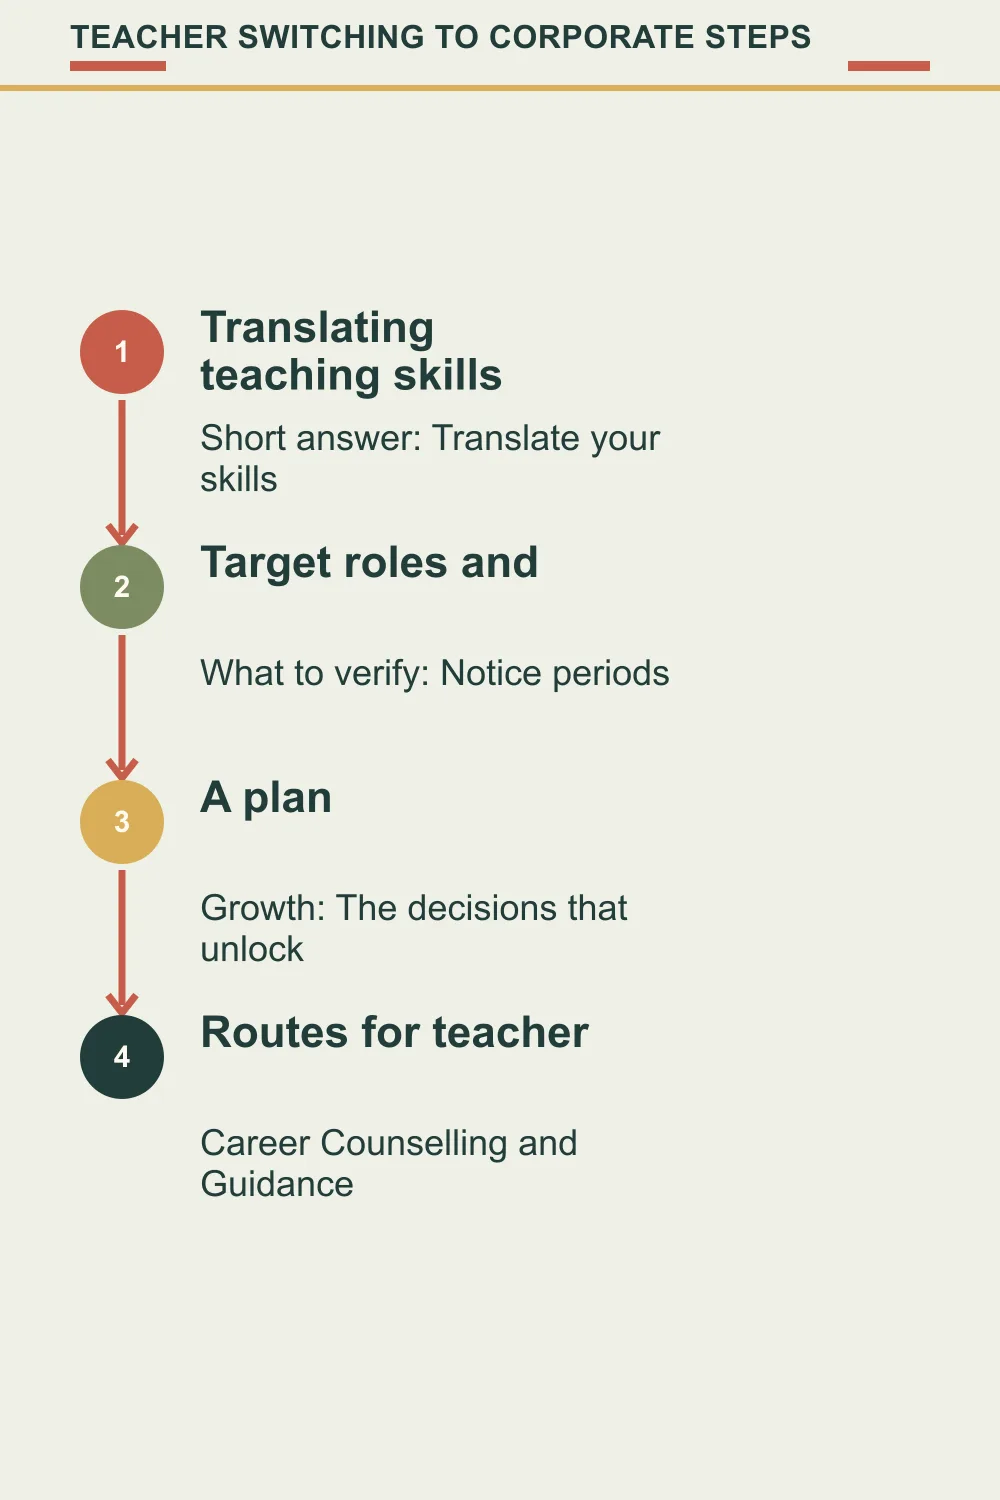 TEACHER SWITCHING TO CORPORATE STEPS
1
Translating
teaching skills
Short answer: Translate your
skills
2
Target roles and
What to verify: Notice periods
3
A plan
Growth: The decisions that
unlock
4
Routes for teacher
Career Counselling and
Guidance